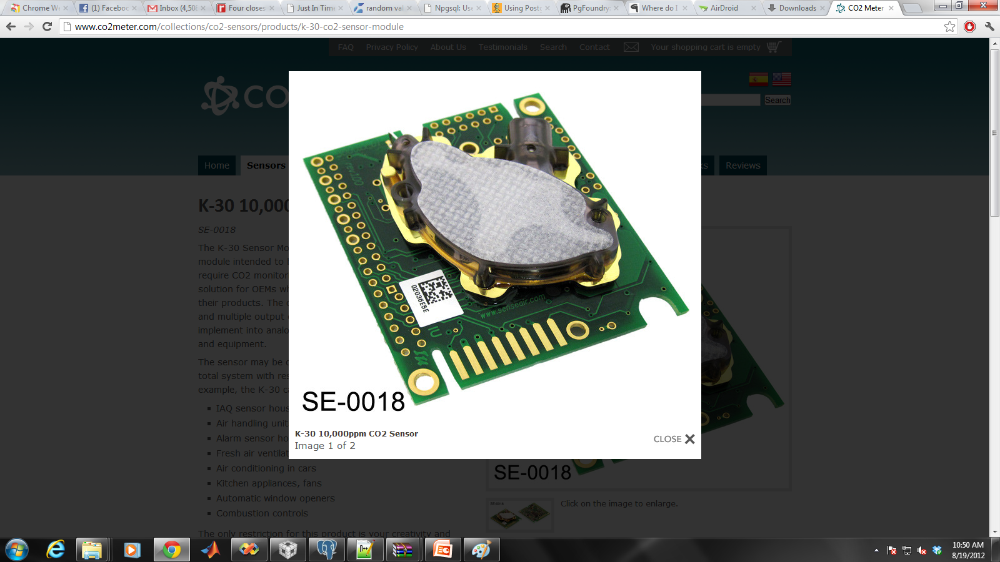 Chrome We
(1) Faceboo
Inbox (4,508
Four closes
Just In Time
random val
Npgsql: Use
Using Postg
PgFoundry:
Where do I
AirDroid
Downloads
CO2 Meter
www.co2meter.com/collections/co2-sensors/products/k-30-co2-sensor-module
FAQ
Privacy Policy
About Us
Testimonials
Search
Contact
Your shopping cart is empty
CO
Search
Home
Sensors
ks
Reviews
K-30 10,000
SE-0018
The K-30 Sensor Mo
module intended to
require CO2 monitor
solution for OEMs wh
their products. The
and multiple output
implement into analo
and equipment.
The sensor may be
total system with res
example, the K-30 c
IAQ sensor hous
Air handling unit
Alarm sensor ho
Fresh air ventilat
Air conditioning in cars
Kitchen appliances, fans
Automatic window openers
Combustion controls
The only restriction for this product is your creativity and
02036E5E
www.senseair.com
SE-0018
K-30 10,000ppm CO2 Sensor
Image 1 of 2
CLOSE
SE-0018
Click on the image to enlarge.
10:50 AM
8/19/2012